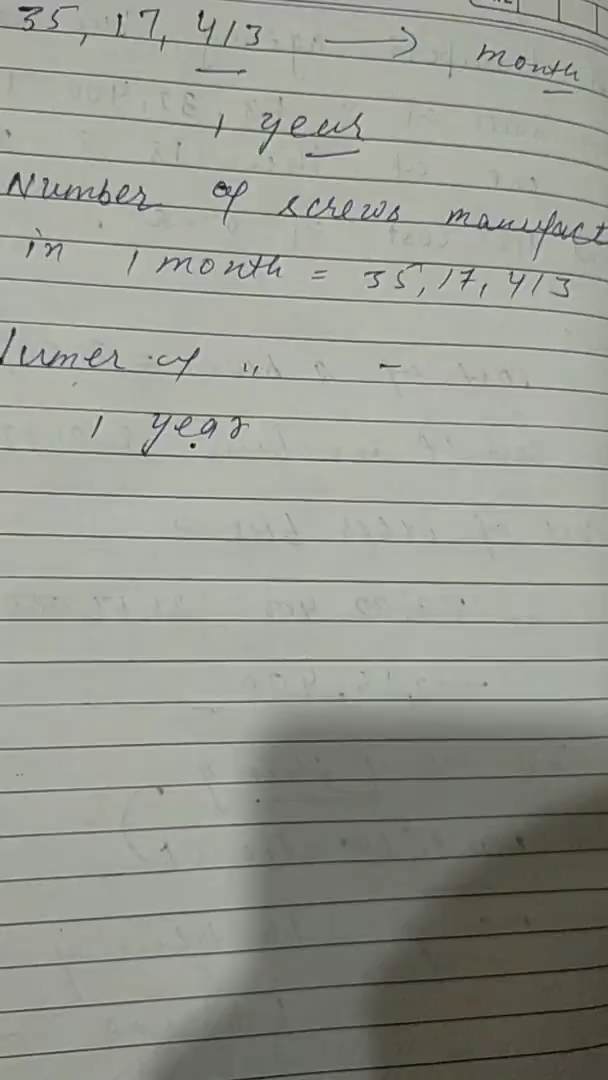 35, 17, 413 → month
1 year
Number of screws manufact
in 1 month = 35, 17, 413
Numer of ,, -
1 year